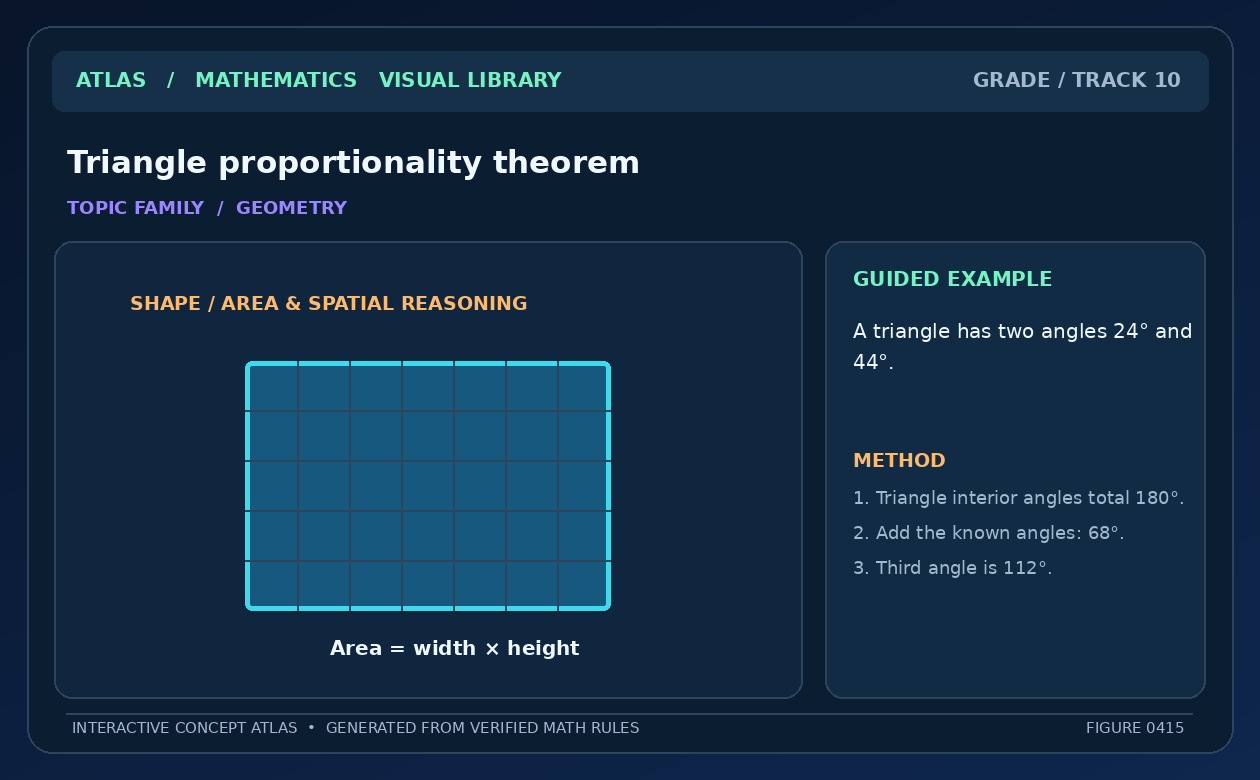 ATLAS / MATHEMATICS VISUAL LIBRARY
GRADE / TRACK 10
Triangle proportionality theorem
TOPIC FAMILY / GEOMETRY
SHAPE / AREA & SPATIAL REASONING
Area = width × height
GUIDED EXAMPLE
A triangle has two angles 24° and
44°.
METHOD
1. Triangle interior angles total 180°.
2. Add the known angles: 68°.
3. Third angle is 112°.
INTERACTIVE CONCEPT ATLAS • GENERATED FROM VERIFIED MATH RULES
FIGURE 0415